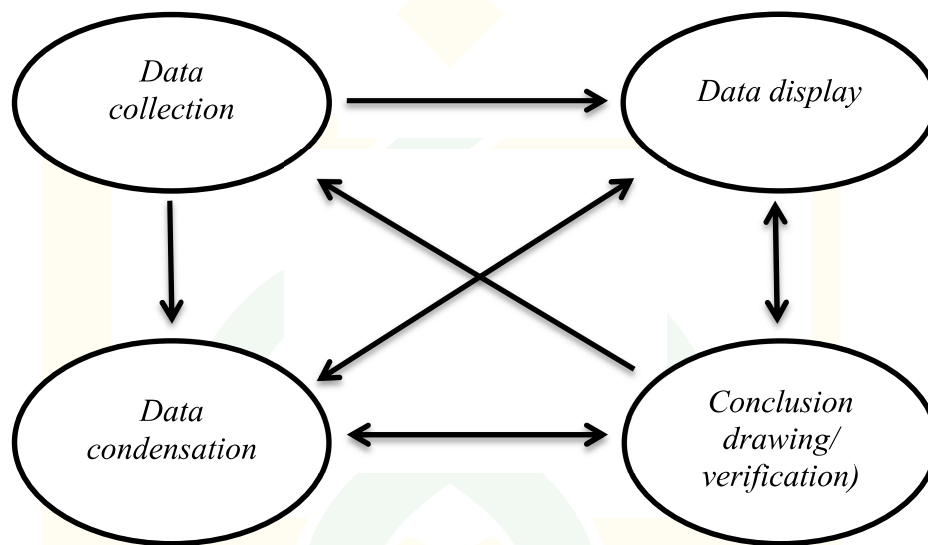 Data
collection
Data display
Data
condensation
Conclusion
drawing/
verification)